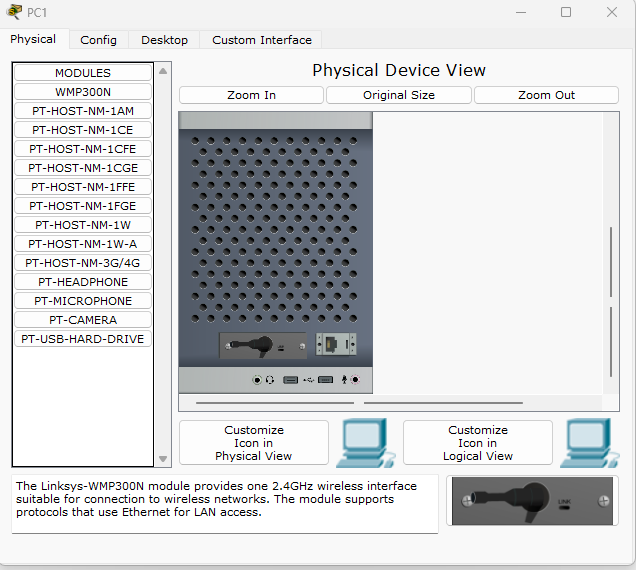 PC1
Physical
Config
Desktop
Custom Interface
MODULES
WMP300N
PT-HOST-NM-1AM
PT-HOST-NM-1CE
PT-HOST-NM-1CFE
PT-HOST-NM-1CGE
PT-HOST-NM-1FFE
PT-HOST-NM-1FGE
PT-HOST-NM-1W
PT-HOST-NM-1W-A
PT-HOST-NM-3G/4G
PT-HEADPHONE
PT-MICROPHONE
PT-CAMERA
PT-USB-HARD-DRIVE
Physical Device View
Zoom In
Original Size
Zoom Out
Customize
Icon in
Physical View
Customize
Icon in
Logical View
The Linksys-WMP300N module provides one 2.4GHz wireless interface
suitable for connection to wireless networks. The module supports
protocols that use Ethernet for LAN access.
LINK